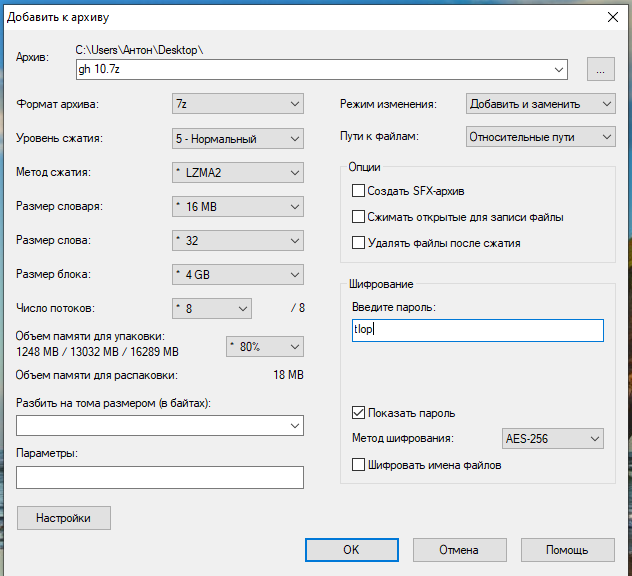 Добавить к архиву
Архив:
C:\Users\Антон\Desktop\
gh 10.7z
...
Формат архива:
7z
Режим изменения:
Добавить и заменить
Уровень сжатия:
5 - Нормальный
Пути к файлам:
Относительные пути
Метод сжатия:
* LZMA2
Опции
Создать SFX-архив
Размер словаря:
* 16 MB
Сжимать открытые для записи файлы
Размер слова:
* 32
Удалять файлы после сжатия
Размер блока:
* 4 GB
Шифрование
Число потоков:
* 8
/ 8
Введите пароль:
tlop
Объем памяти для упаковки:
1248 MB / 13032 MB / 16289 MB
* 80%
Объем памяти для распаковки:
18 MB
Разбить на тома размером (в байтах):
Показать пароль
Метод шифрования:
AES-256
Параметры:
Шифровать имена файлов
Настройки
OK
Отмена
Помощь